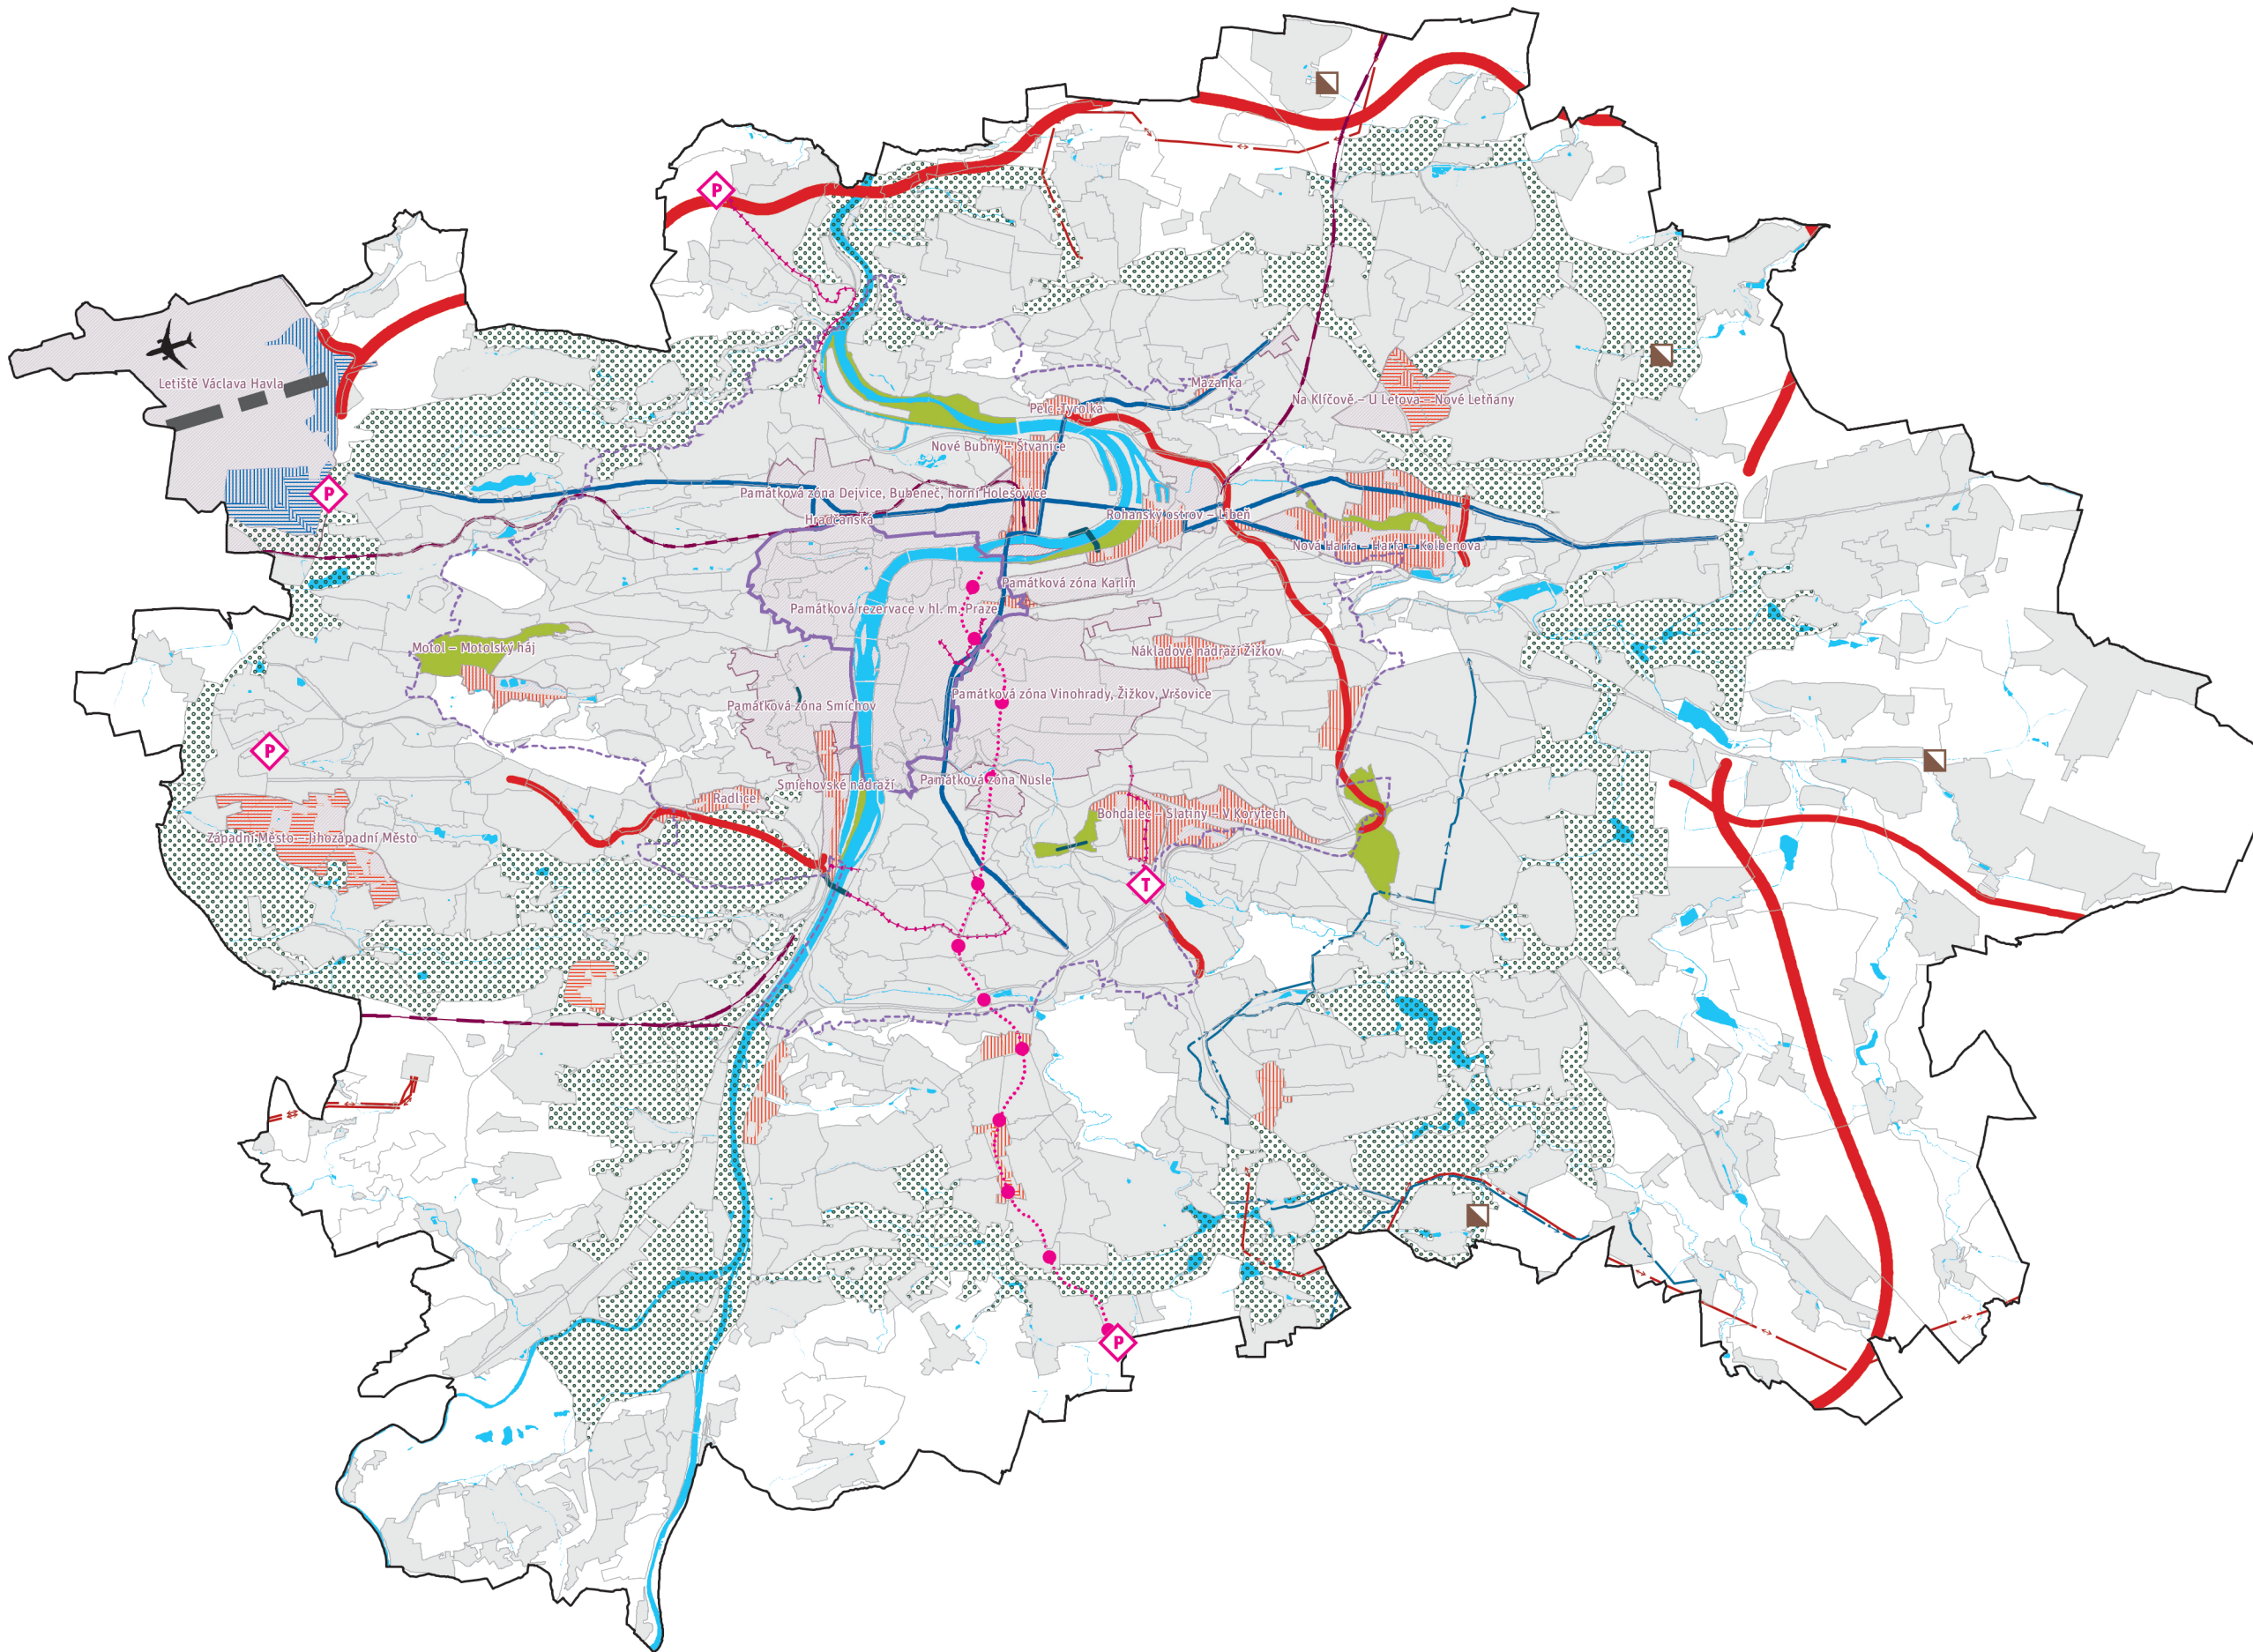 P
Letiště Václava Havla
Mazanka
Na Klíčově – U Letova – Nové Letňany
Pelc-Tyrolka
Nové Bubny – Štvanice
P
Památková zóna Dejvice, Bubeneč, horní Holešovice
Hradčanská
Rohanský ostrov – Libeň
Nová Harfa – Harfa – Kolbenova
Památková zóna Karlín
Památková rezervace v hl. m. Praze
Motol – Motolský háj
Nákladové nádraží Žižkov
Památková zóna Vinohrady, Žižkov, Vršovice
Památková zóna Smíchov
P
Památková zóna Nusle
Smíchovské nádraží
Radlice
Bohdalec – Slatiny – V Korytech
Západní Město – Jihozápadní Město
T
P